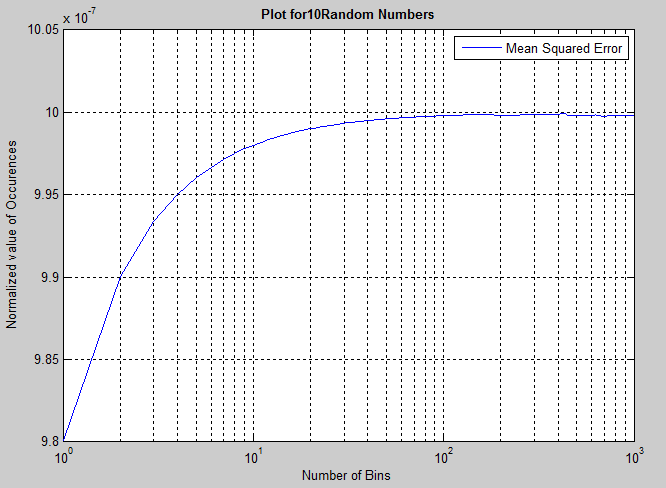 Plot for10Random Numbers
x 10^-7
Mean Squared Error
10.05
10
9.95
9.9
9.85
9.8
Normalized value of Occurences
10^0 10^1 10^2 10^3
Number of Bins